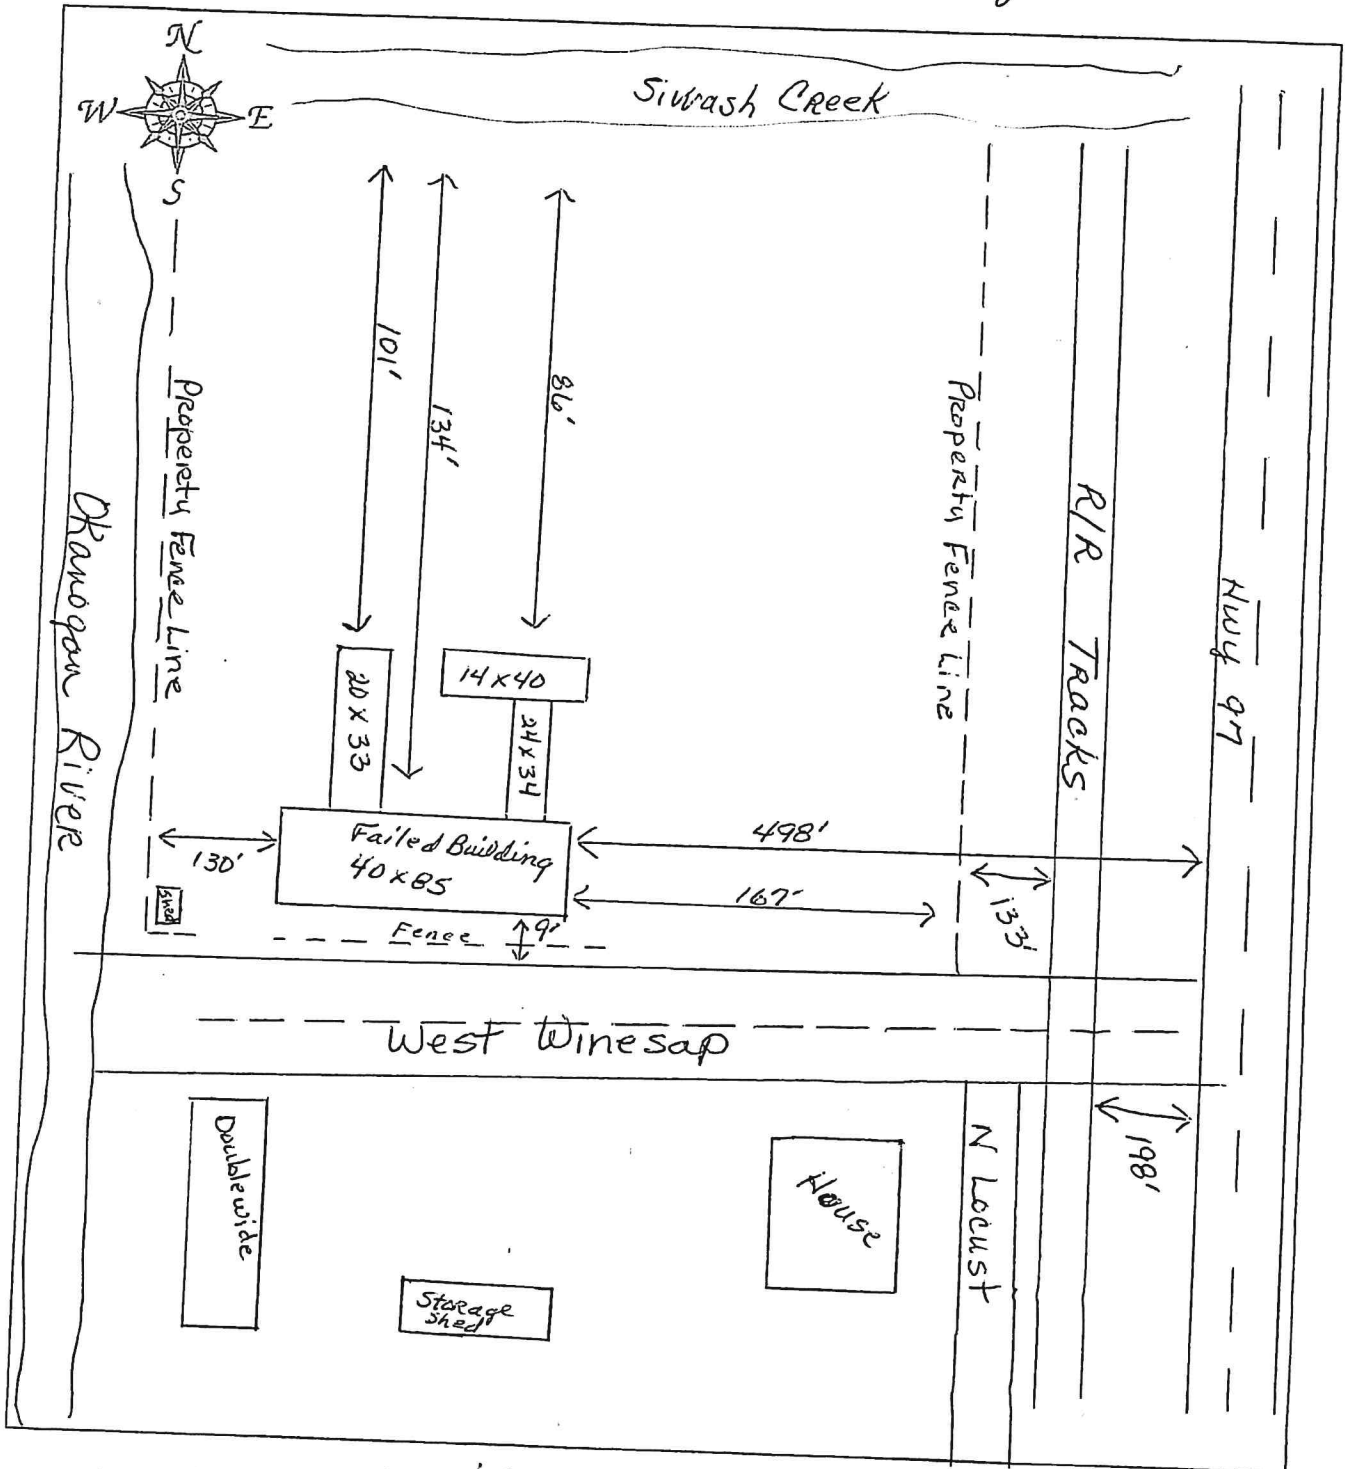 N
W
E
S
Siwash Creek
101'
134'
86'
Property Fence Line
Property Fence Line
Okanogan River
R/R Tracks
Hwy 97
20 x 33
14 x 40
24 x 34
Failed Building
40 x 85
130'
498'
167'
133'
Shed
Fence
9'
West Winesap
Doublewide
Storage
Shed
House
N Locust
198'